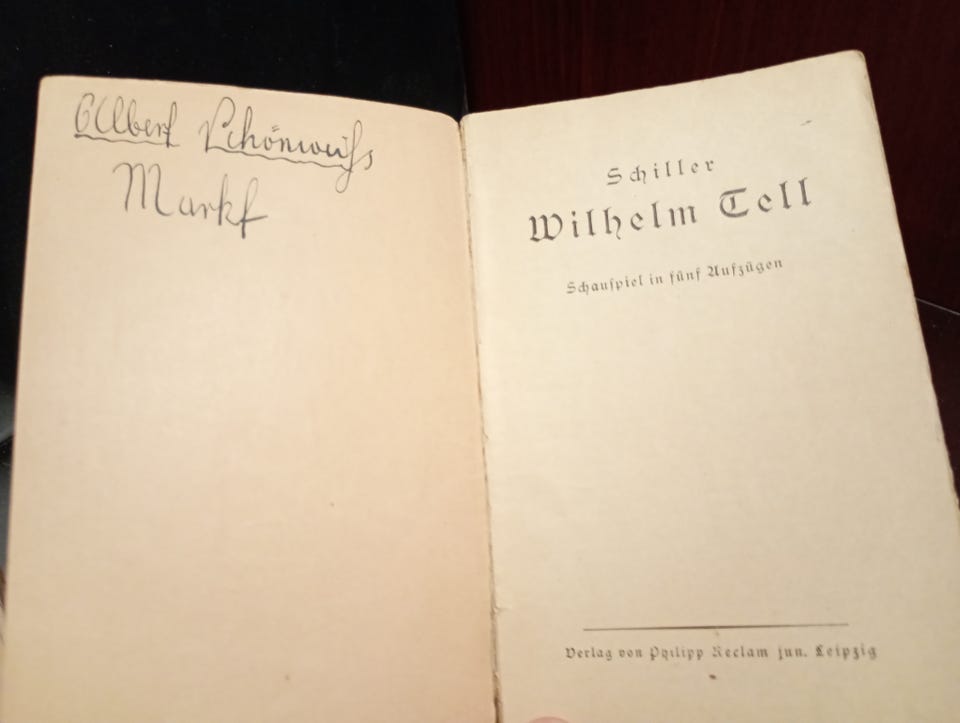 Albert Schönweiß
Markt
Schiller
Wilhelm Tell
Schauſpiel in fünf Aufzügen
Verlag von Philipp Reclam jun. Leipzig